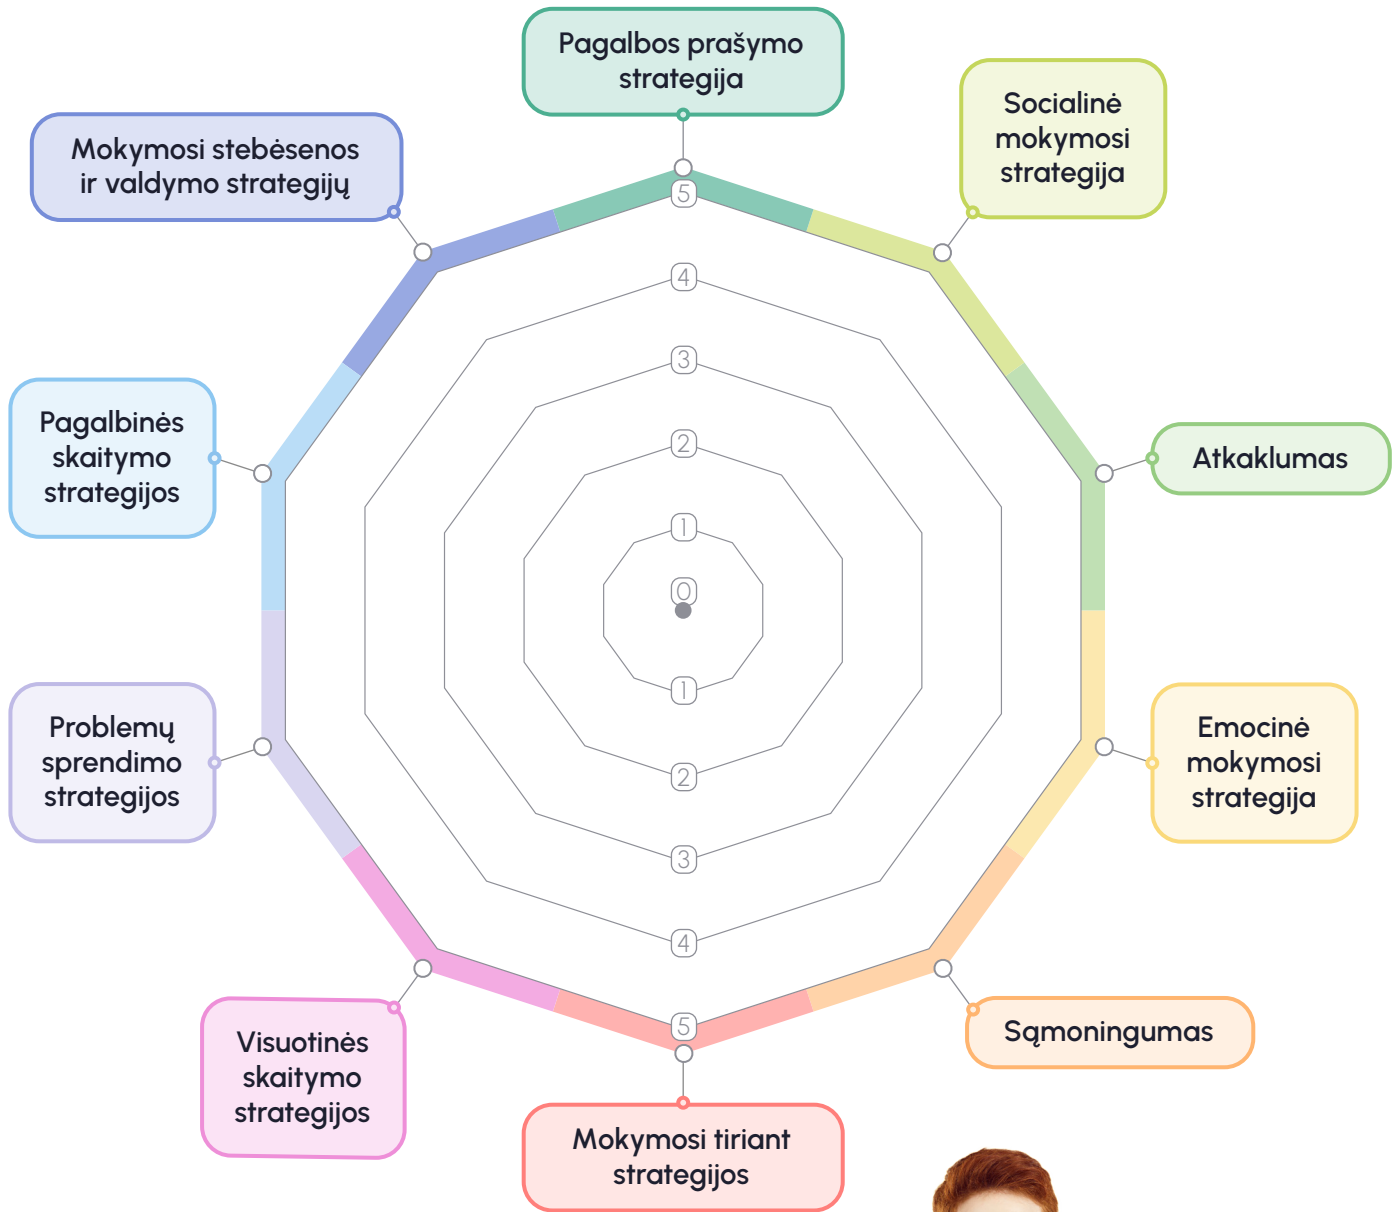 Pagalbos prašymo
strategija
Socialinė
mokymosi
strategija
Mokymosi stebėsenos
ir valdymo strategijų
5
4
3
Pagalbinės
skaitymo
strategijos
Atkaklumas
2
1
0
1
Problemų
sprendimo
strategijos
Emocinė
mokymosi
strategija
2
3
4
5
Visuotinės
skaitymo
strategijos
Sąmoningumas
Mokymosi tiriant
strategijos